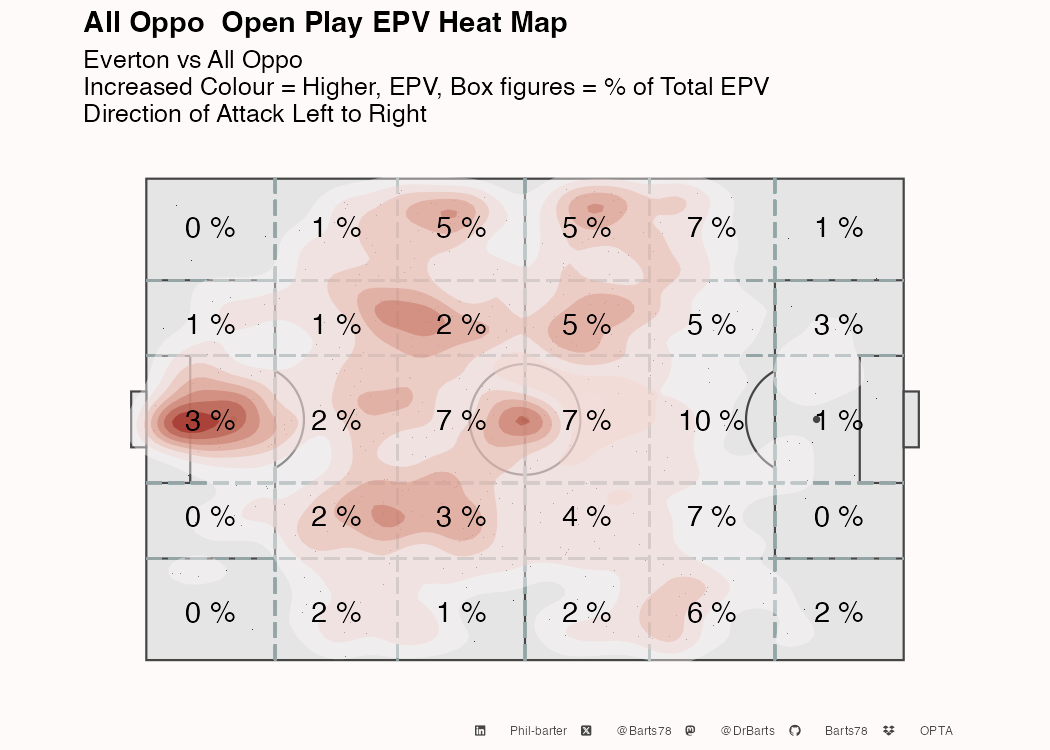 All Oppo  Open Play EPV Heat Map
Everton vs All Oppo
Increased Colour = Higher, EPV, Box figures = % of Total EPV
Direction of Attack Left to Right
0 % 1 % 5 % 5 % 7 % 1 %
1 % 1 % 2 % 5 % 5 % 3 %
3 % 2 % 7 % 7 % 10 % 1 %
0 % 2 % 3 % 4 % 7 % 0 %
0 % 2 % 1 % 2 % 6 % 2 %
Phil-barter @Barts78 @DrBarts Barts78 OPTA